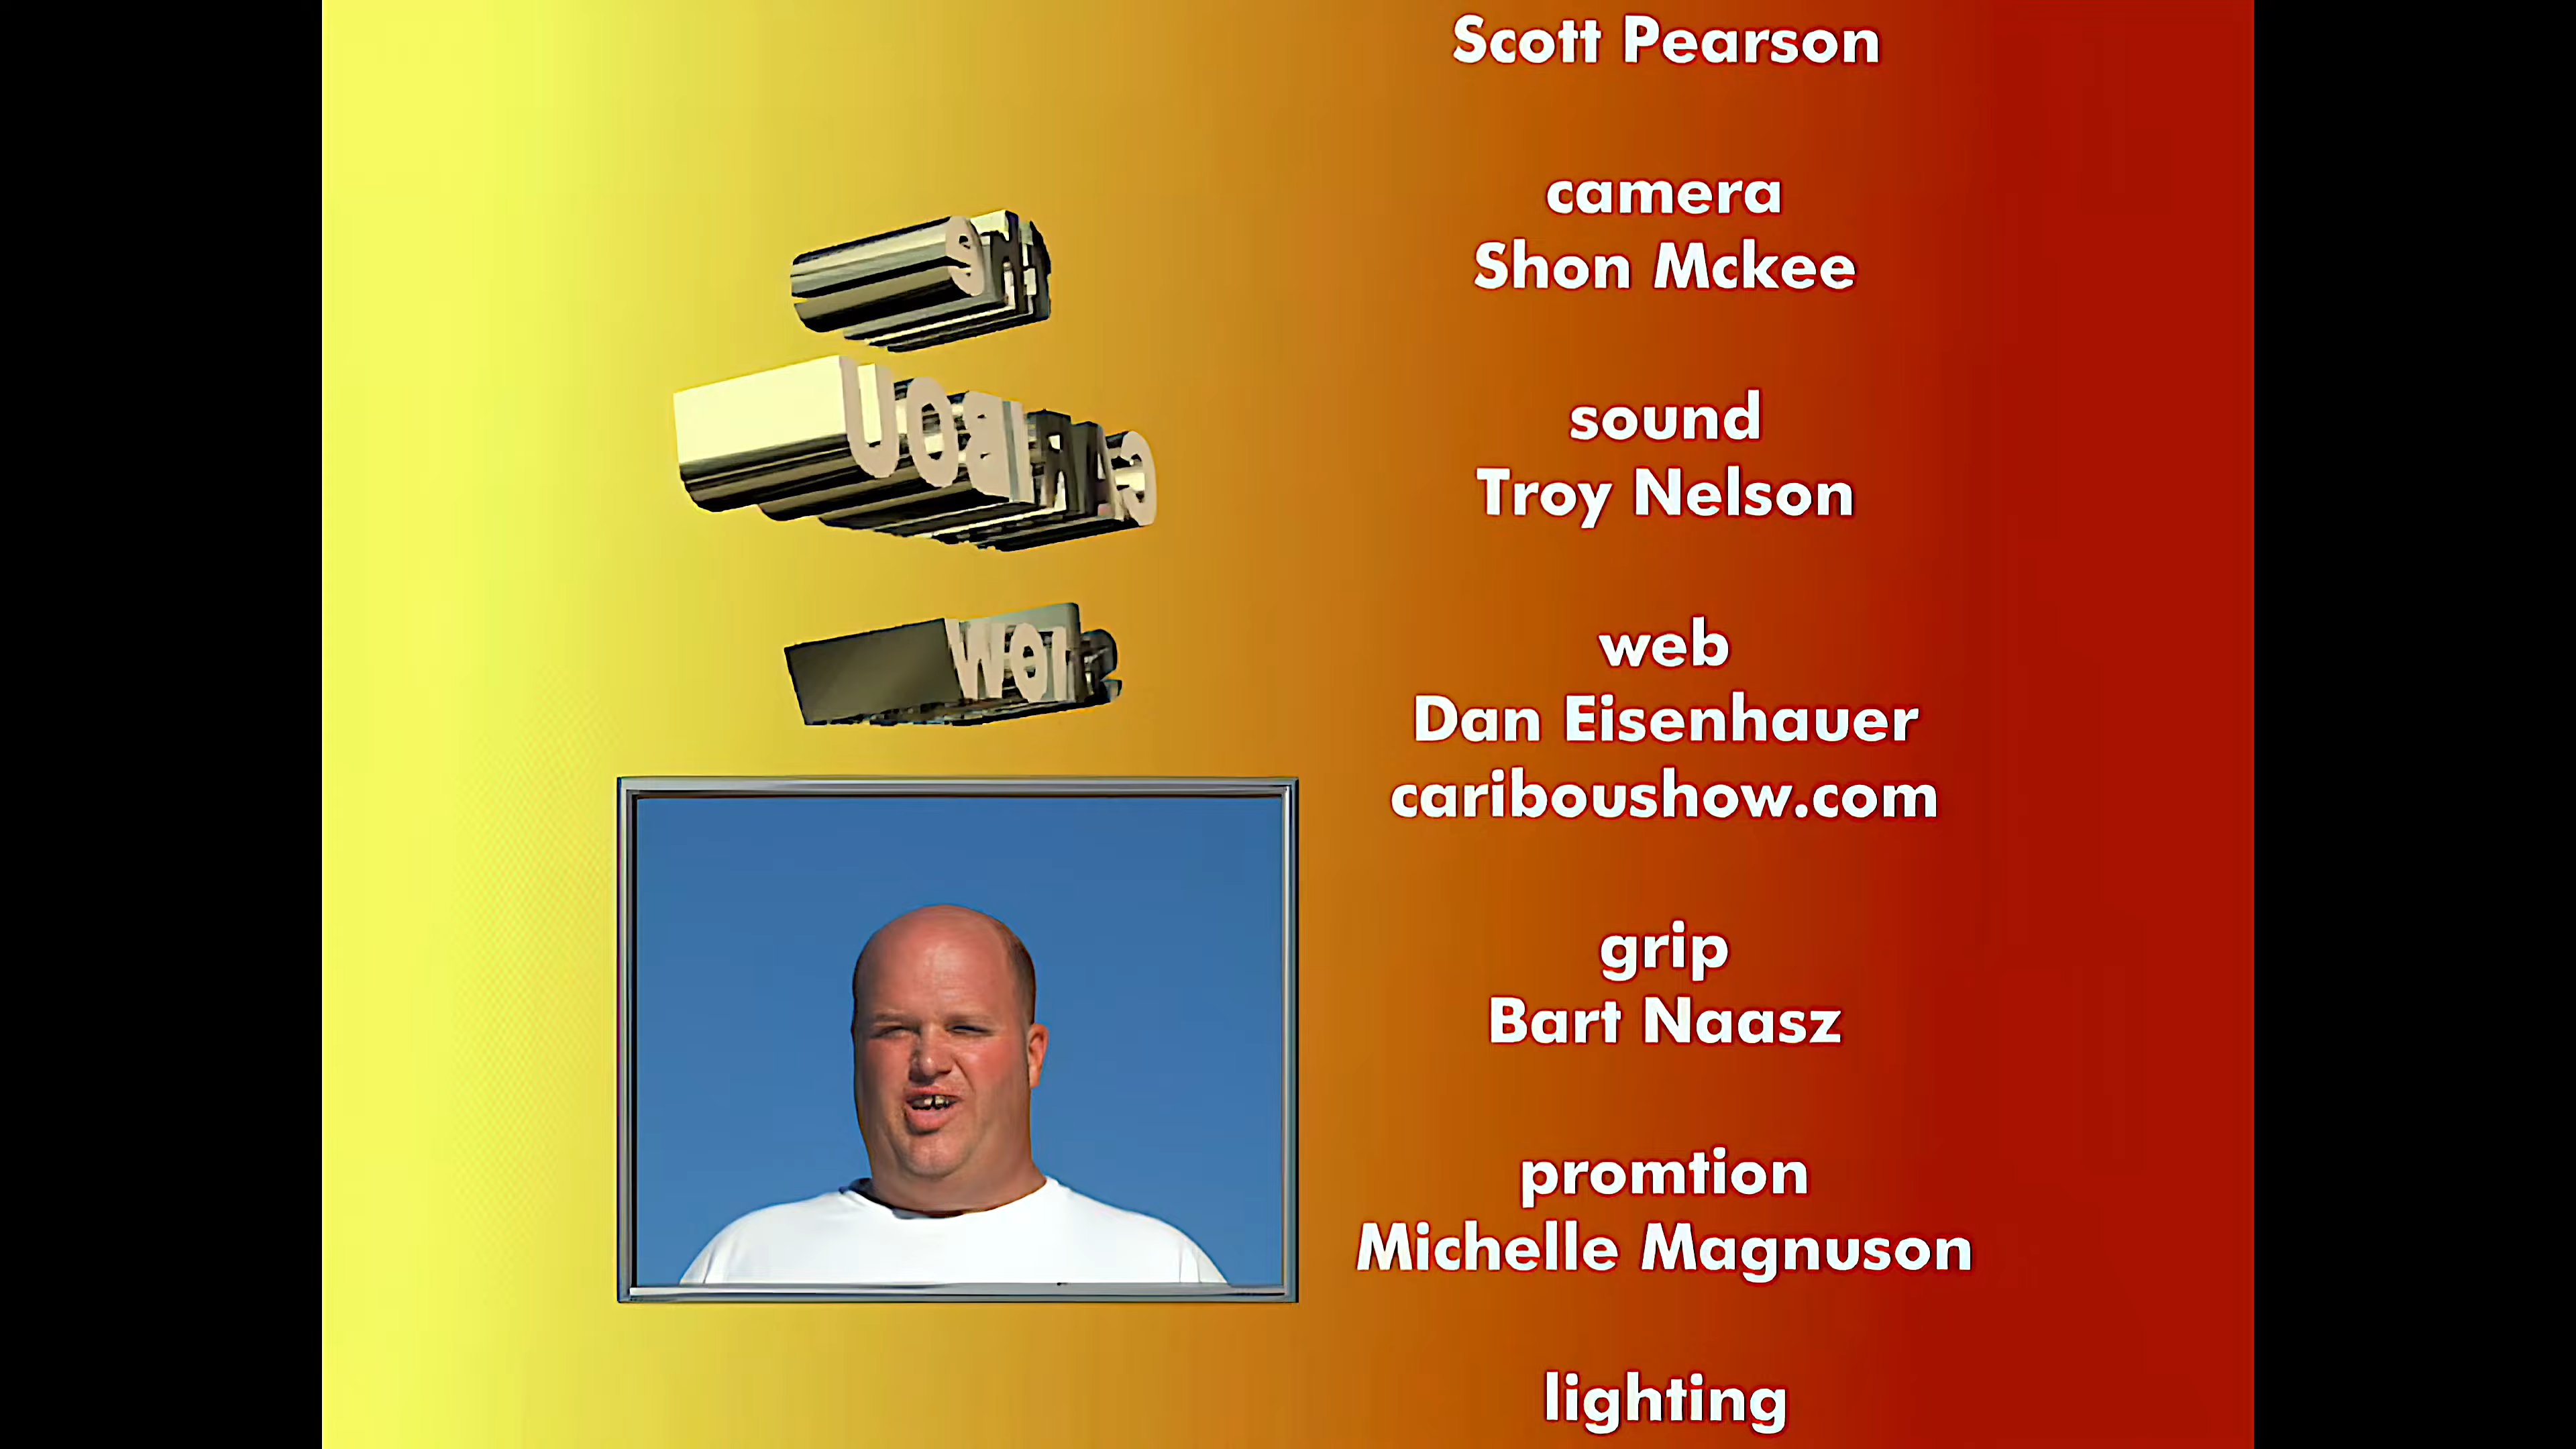 Scott Pearson
camera
Shon Mckee
sound
Troy Nelson
web
Dan Eisenhauer
cariboushow.com
grip
Bart Naasz
promtion
Michelle Magnuson
lighting
CARIBOU